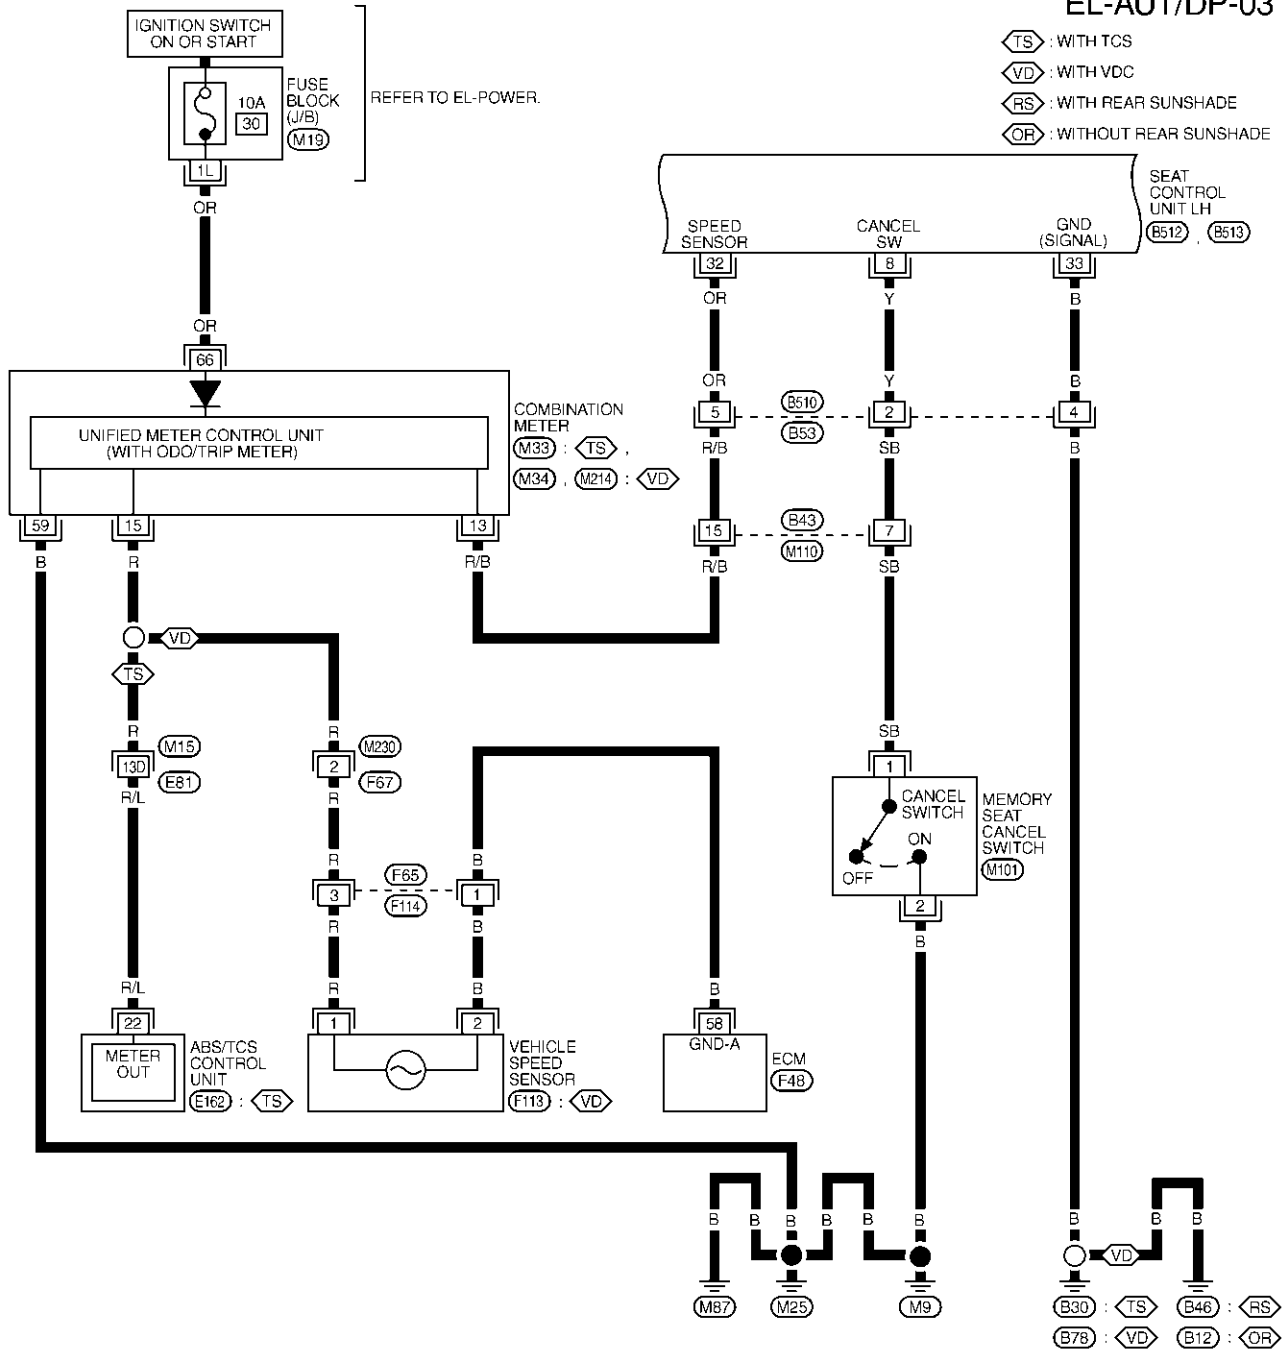 EL-AUT/DP-03
IGNITION SWITCH
ON OR START
FUSE
BLOCK
(J/B)
M19
10A
30
1L
REFER TO EL-POWER.
TS : WITH TCS
VD : WITH VDC
RS : WITH REAR SUNSHADE
OR : WITHOUT REAR SUNSHADE
SEAT
CONTROL
UNIT LH
B512 , B513
SPEED
SENSOR
CANCEL
SW
GND
(SIGNAL)
32
8
33
OR
OR
Y
B
OR
66
OR
Y
B
5
B510
B53
2
4
R/B
SB
B
COMBINATION
METER
M33 : TS ,
M34 , M214 : VD
UNIFIED METER CONTROL UNIT
(WITH ODO/TRIP METER)
59
15
13
B
R
R/B
15
B43
M110
7
R/B
SB
VD
TS
R
M15
13D
E81
R/L
R
M230
2
F67
R
SB
1
CANCEL
SWITCH
ON
OFF
MEMORY
SEAT
CANCEL
SWITCH
M101
2
B
R
F65
B
3
F114
1
R
B
R/L
R
B
B
22
1
2
58
METER
OUT
ABS/TCS
CONTROL
UNIT
E162 : TS
VEHICLE
SPEED
SENSOR
F113 : VD
GND-A
ECM
F48
B
B
B
B
B
B
B
B
B
VD
M87
M25
M9
B30 : TS
B46 : RS
B78 : VD
B12 : OR